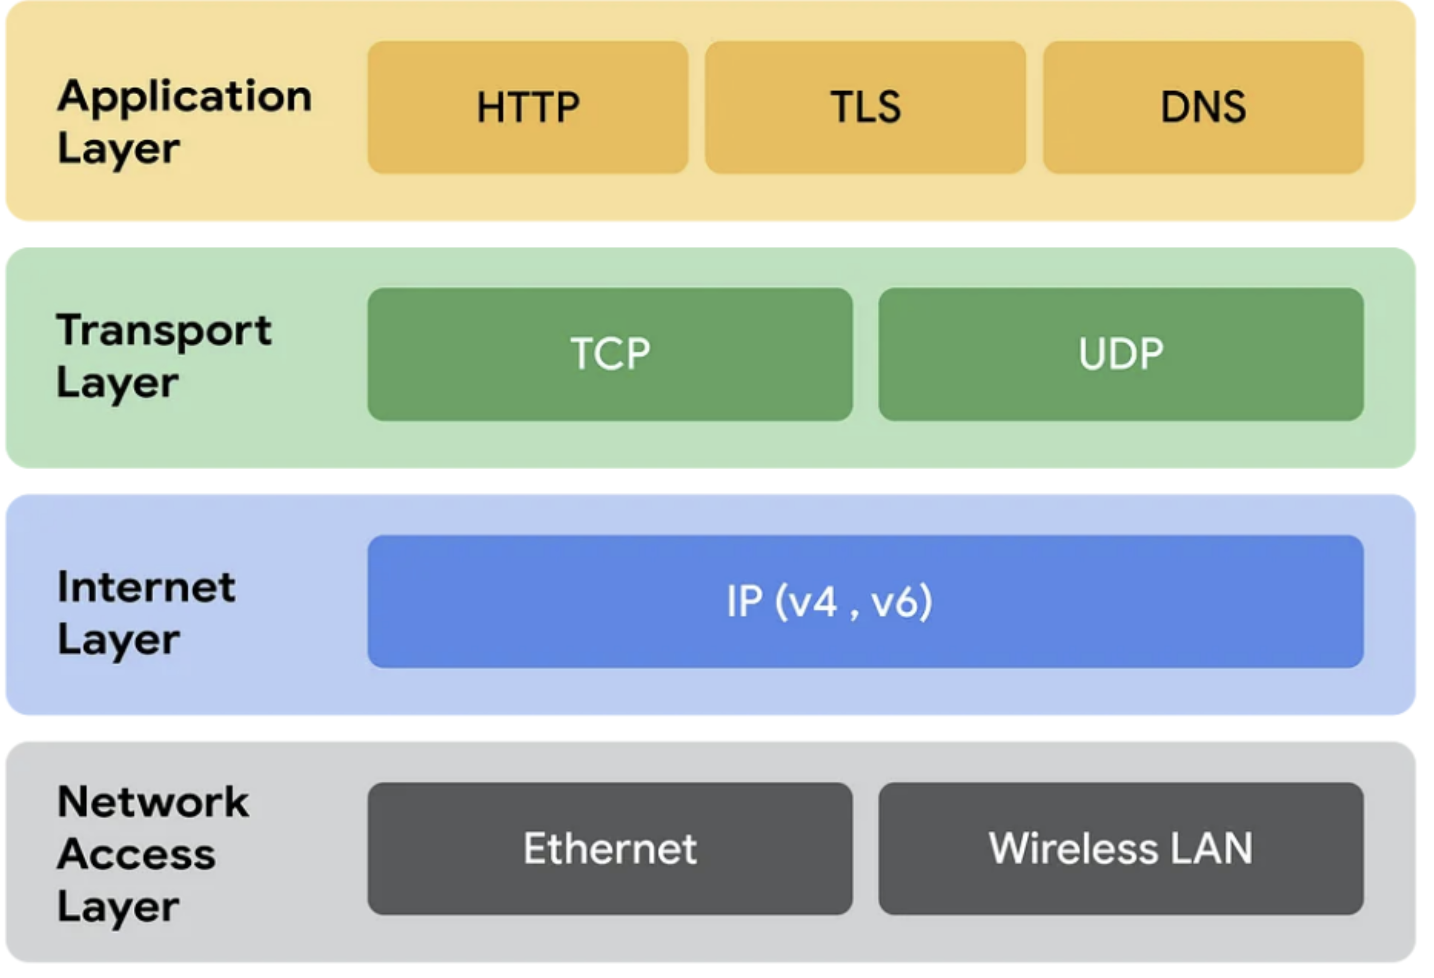 Application
Layer
HTTP
TLS
DNS
Transport
Layer
TCP
UDP
Internet
Layer
IP (v4 , v6)
Network
Access
Layer
Ethernet
Wireless LAN